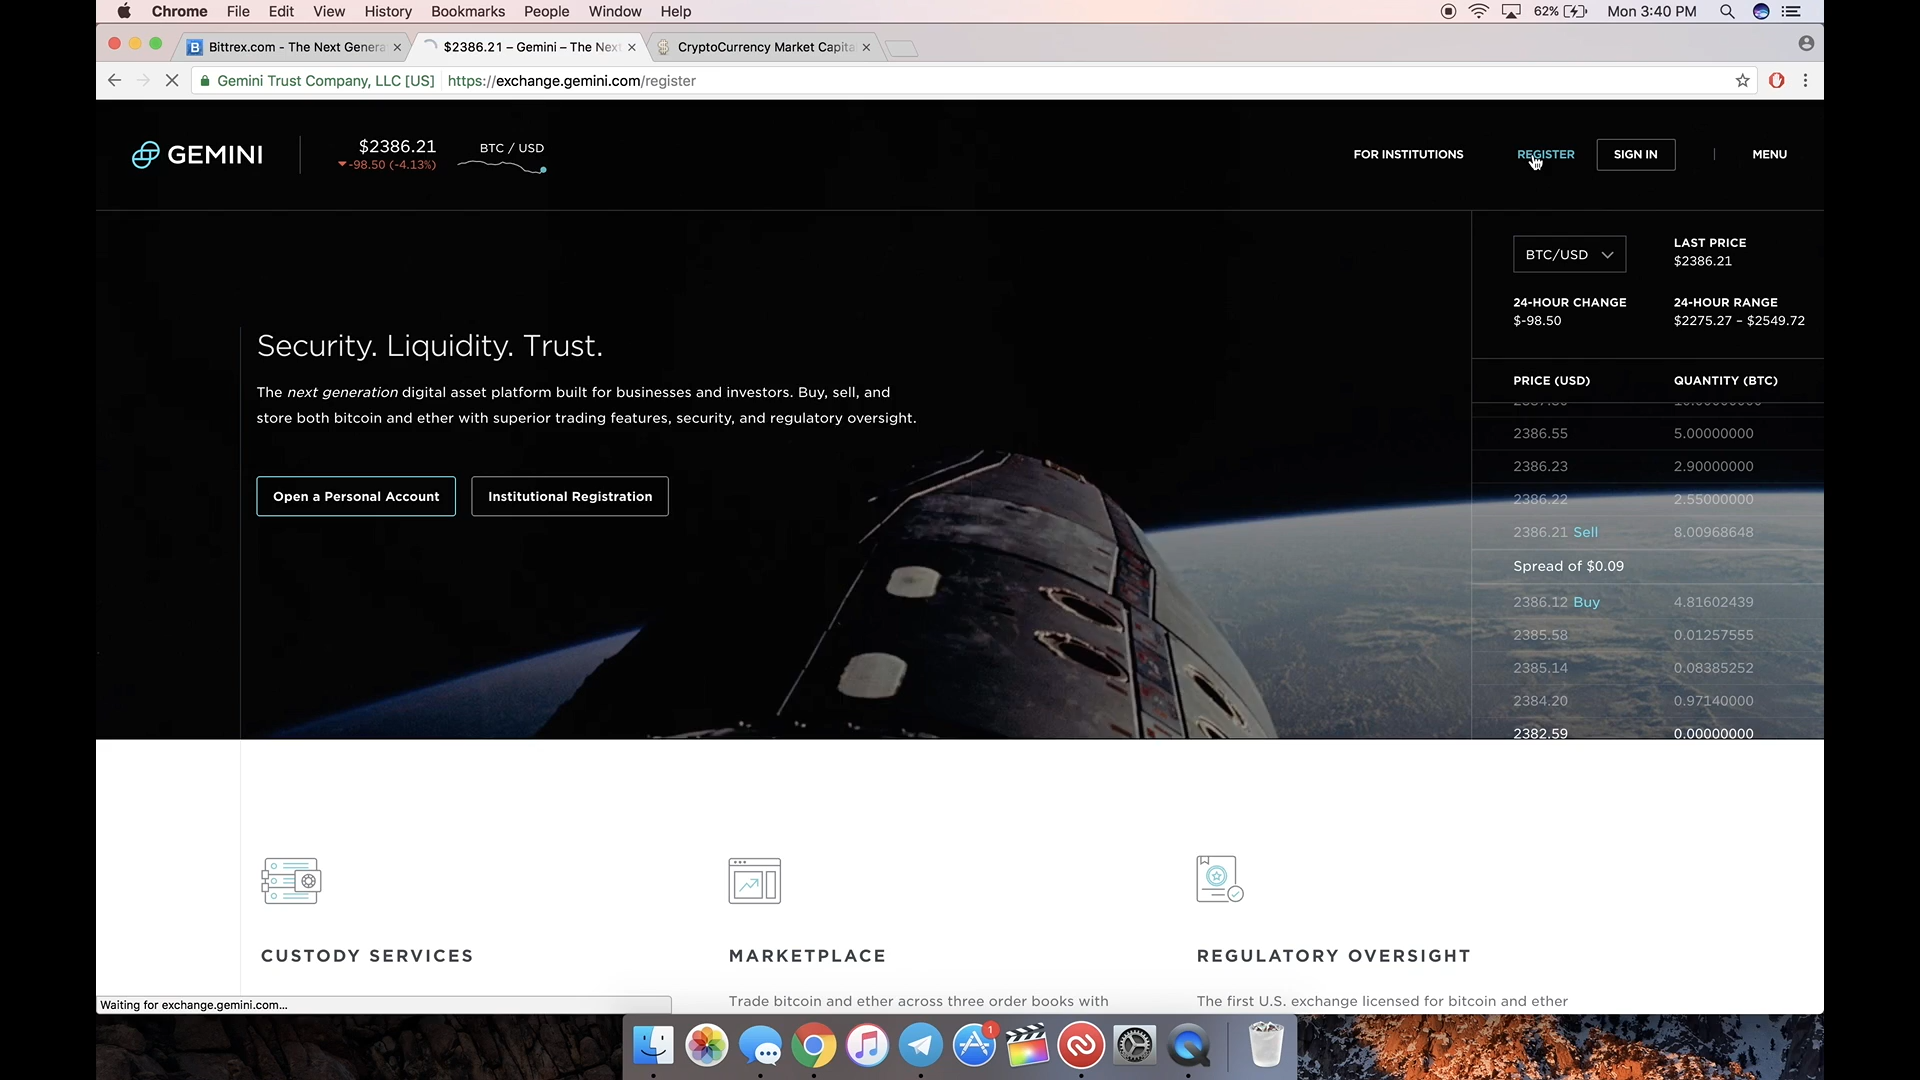 Chrome File Edit View History Bookmarks People Window Help
62% Mon 3:40 PM
Bittrex.com - The Next Genera
$2386.21 – Gemini – The Next
CryptoCurrency Market Capita
Gemini Trust Company, LLC [US] https://exchange.gemini.com/register
GEMINI
$2386.21
-98.50 (-4.13%)
BTC / USD
FOR INSTITUTIONS
REGISTER
SIGN IN
MENU
BTC/USD
LAST PRICE
$2386.21
24-HOUR CHANGE
$-98.50
24-HOUR RANGE
$2275.27 – $2549.72
Security. Liquidity. Trust.
The next generation digital asset platform built for businesses and investors. Buy, sell, and
store both bitcoin and ether with superior trading features, security, and regulatory oversight.
Open a Personal Account
Institutional Registration
PRICE (USD) QUANTITY (BTC)
2386.55 5.00000000
2386.23 2.90000000
2386.22 2.55000000
2386.21 Sell 8.00968648
Spread of $0.09
2386.12 Buy 4.81602439
2385.58 0.01257555
2385.14 0.08385252
2384.20 0.97140000
2382.59 0.00000000
CUSTODY SERVICES
MARKETPLACE
Trade bitcoin and ether across three order books with
REGULATORY OVERSIGHT
The first U.S. exchange licensed for bitcoin and ether
Waiting for exchange.gemini.com...
1